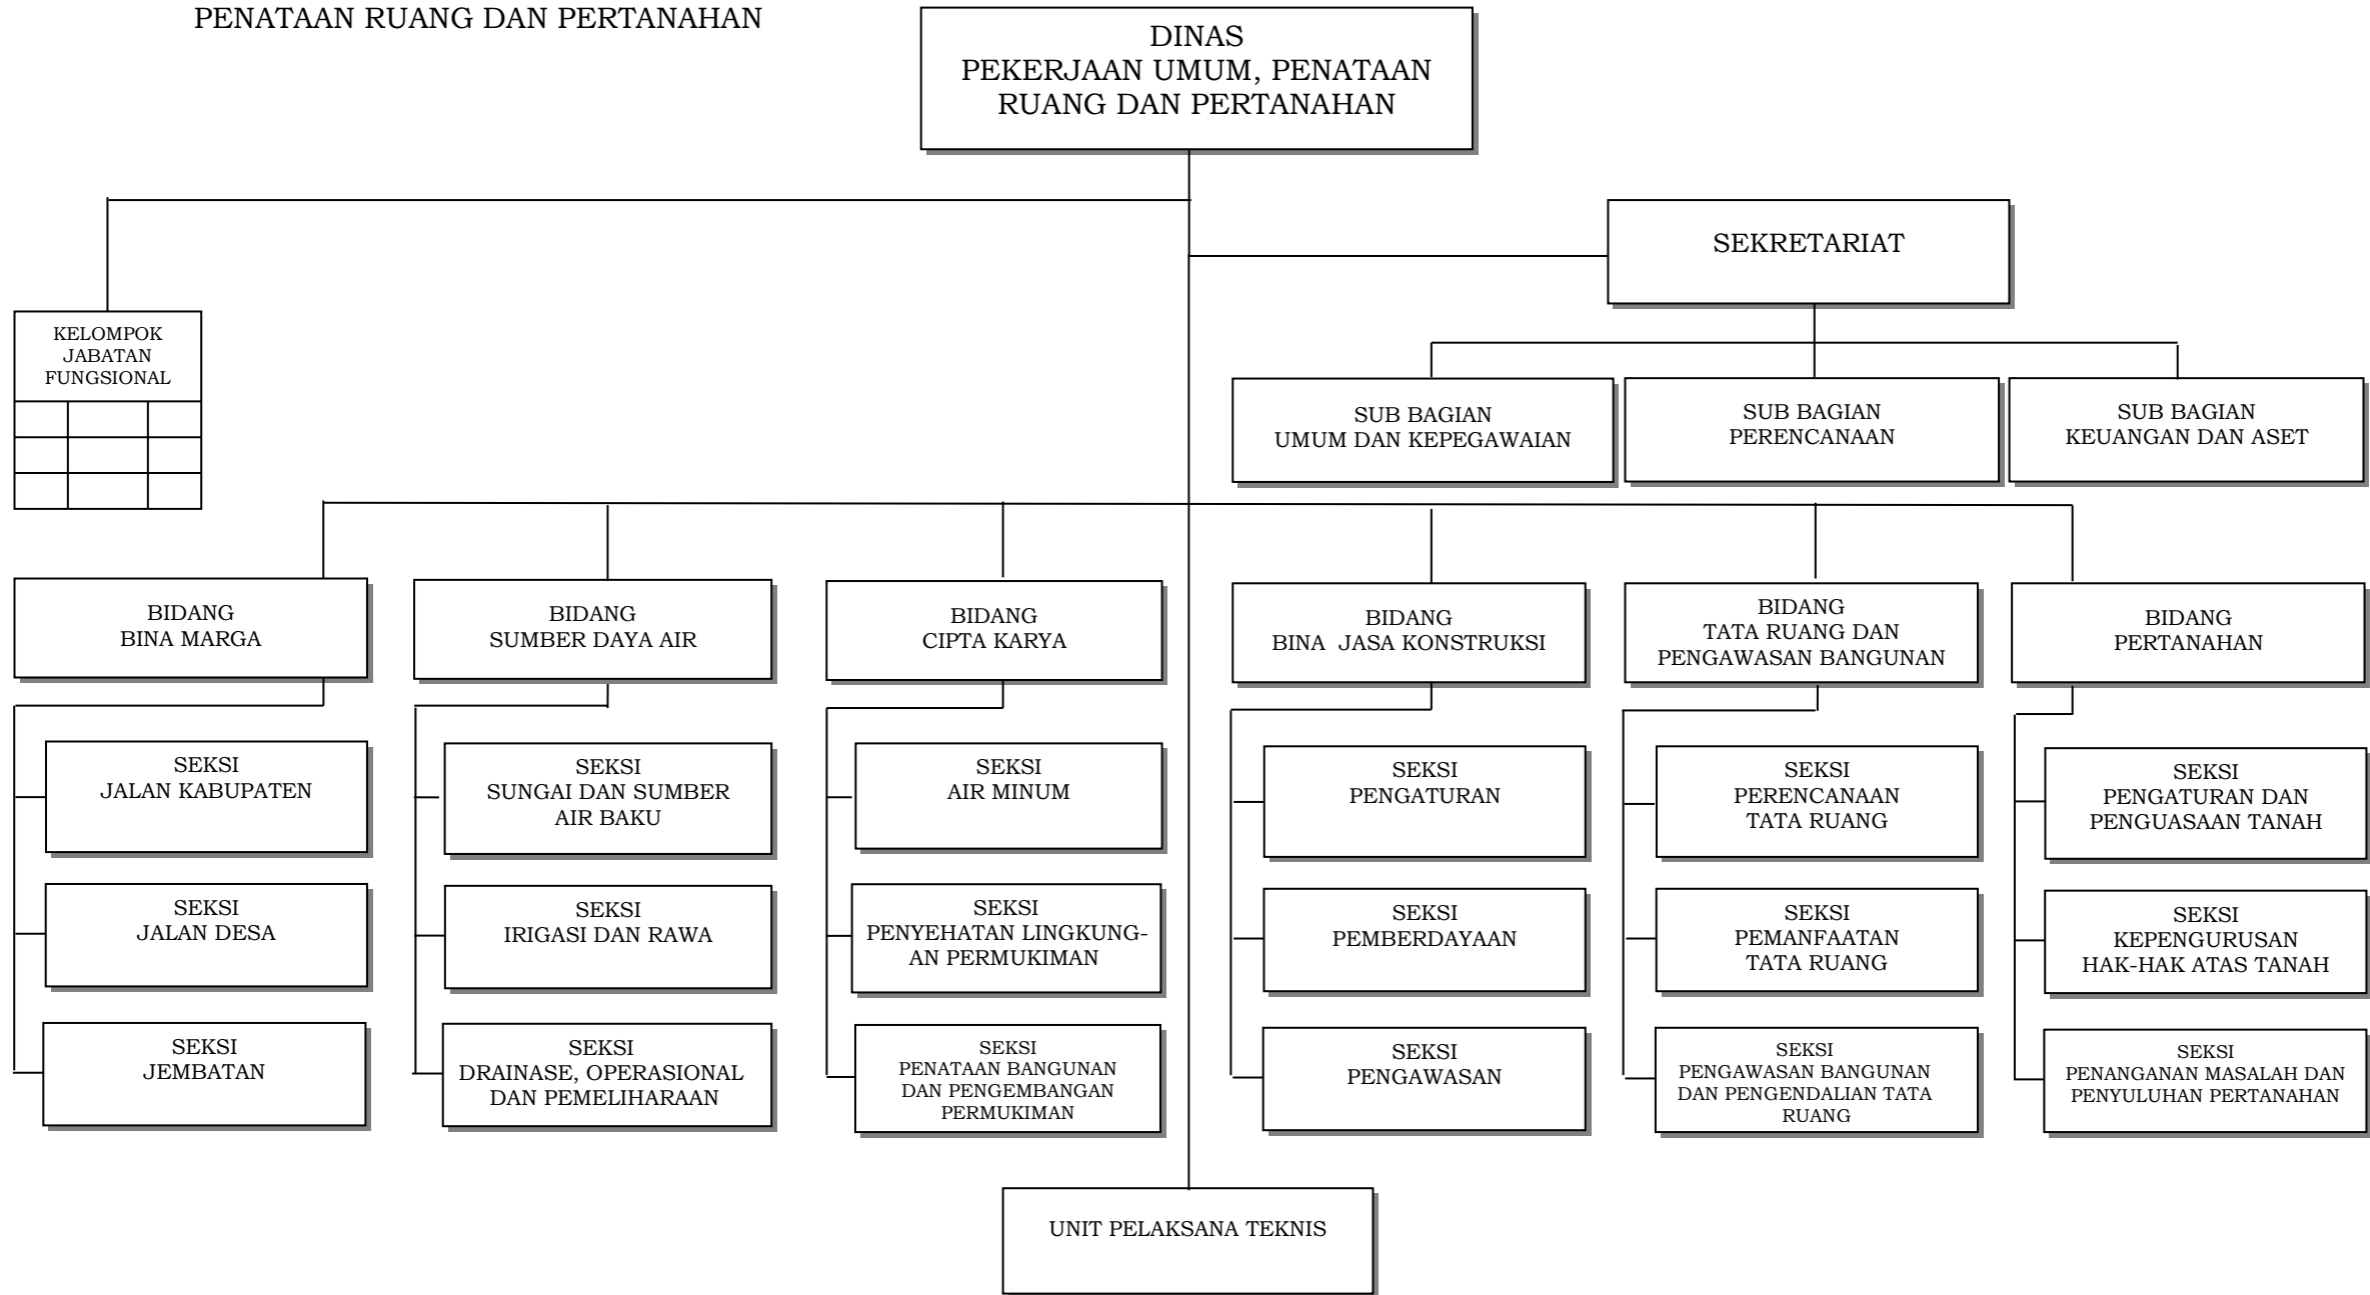 PENATAAN RUANG DAN PERTANAHAN
DINAS
PEKERJAAN UMUM, PENATAAN
RUANG DAN PERTANAHAN
SEKRETARIAT
KELOMPOK
JABATAN
FUNGSIONAL
SUB BAGIAN
UMUM DAN KEPEGAWAIAN
SUB BAGIAN
PERENCANAAN
SUB BAGIAN
KEUANGAN DAN ASET
BIDANG
BINA MARGA
BIDANG
SUMBER DAYA AIR
BIDANG
CIPTA KARYA
BIDANG
BINA  JASA KONSTRUKSI
BIDANG
TATA RUANG DAN
PENGAWASAN BANGUNAN
BIDANG
PERTANAHAN
SEKSI
JALAN KABUPATEN
SEKSI
SUNGAI DAN SUMBER
AIR BAKU
SEKSI
AIR MINUM
SEKSI
PENGATURAN
SEKSI
PERENCANAAN
TATA RUANG
SEKSI
PENGATURAN DAN
PENGUASAAN TANAH
SEKSI
JALAN DESA
SEKSI
IRIGASI DAN RAWA
SEKSI
PENYEHATAN LINGKUNG-
AN PERMUKIMAN
SEKSI
PEMBERDAYAAN
SEKSI
PEMANFAATAN
TATA RUANG
SEKSI
KEPENGURUSAN
HAK-HAK ATAS TANAH
SEKSI
JEMBATAN
SEKSI
DRAINASE, OPERASIONAL
DAN PEMELIHARAAN
SEKSI
PENATAAN BANGUNAN
DAN PENGEMBANGAN
PERMUKIMAN
SEKSI
PENGAWASAN
SEKSI
PENGAWASAN BANGUNAN
DAN PENGENDALIAN TATA
RUANG
SEKSI
PENANGANAN MASALAH DAN
PENYULUHAN PERTANAHAN
UNIT PELAKSANA TEKNIS